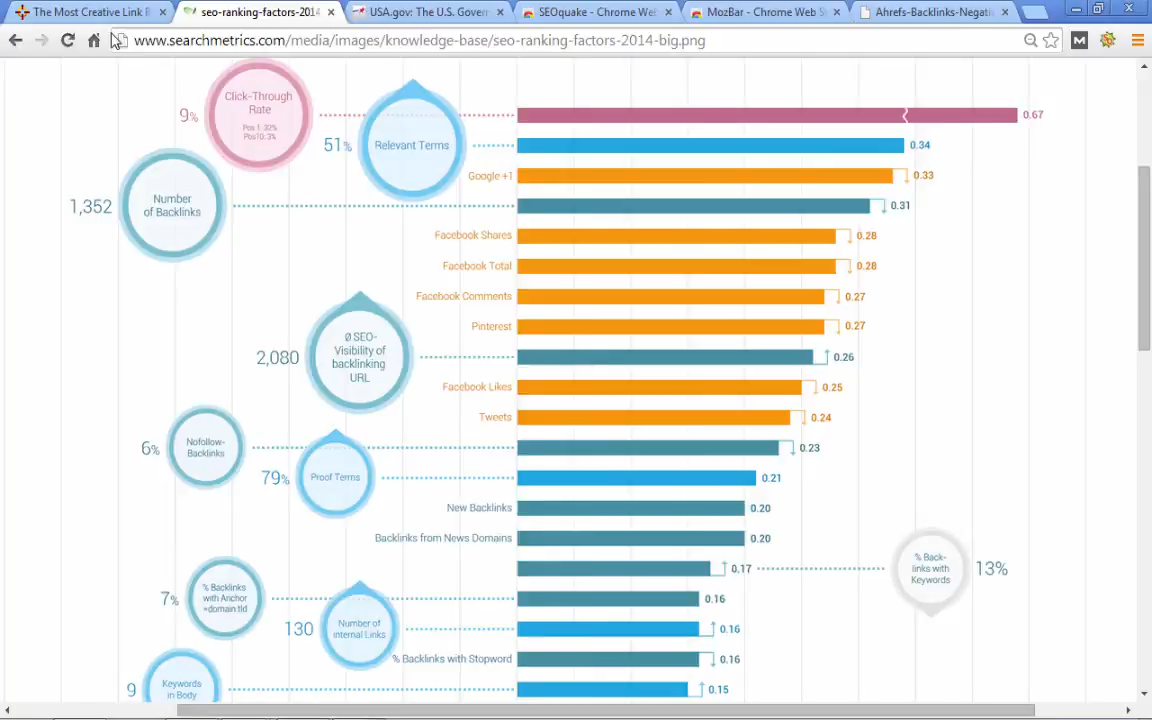 The Most Creative Link B
seo-ranking-factors-2014
USA.gov: The U.S. Govern
SEOquake - Chrome Web
MozBar - Chrome Web S
Ahrefs-Backlinks-Negati
www.searchmetrics.com/media/images/knowledge-base/seo-ranking-factors-2014-big.png
M
9%
Click-Through
Rate
Pos 1: 30%
Pos10: 3%
0.67
51%
Relevant Terms
0.34
Google +1
0.33
1,352
Number
of Backlinks
0.31
Facebook Shares
0.28
Facebook Total
0.28
Facebook Comments
0.27
Pinterest
0.27
2,080
Ø SEO-
Visibility of
backlinking
URL
0.26
Facebook Likes
0.25
Tweets
0.24
6%
Nofollow-
Backlinks
0.23
79%
Proof Terms
0.21
New Backlinks
0.20
Backlinks from News Domains
0.20
0.17
% Back-
links with
Keywords
13%
7%
% Backlinks
with Anchor
=domain.tld
0.16
130
Number of
internal Links
0.16
% Backlinks with Stopword
0.16
9
Keywords
in Body
0.15